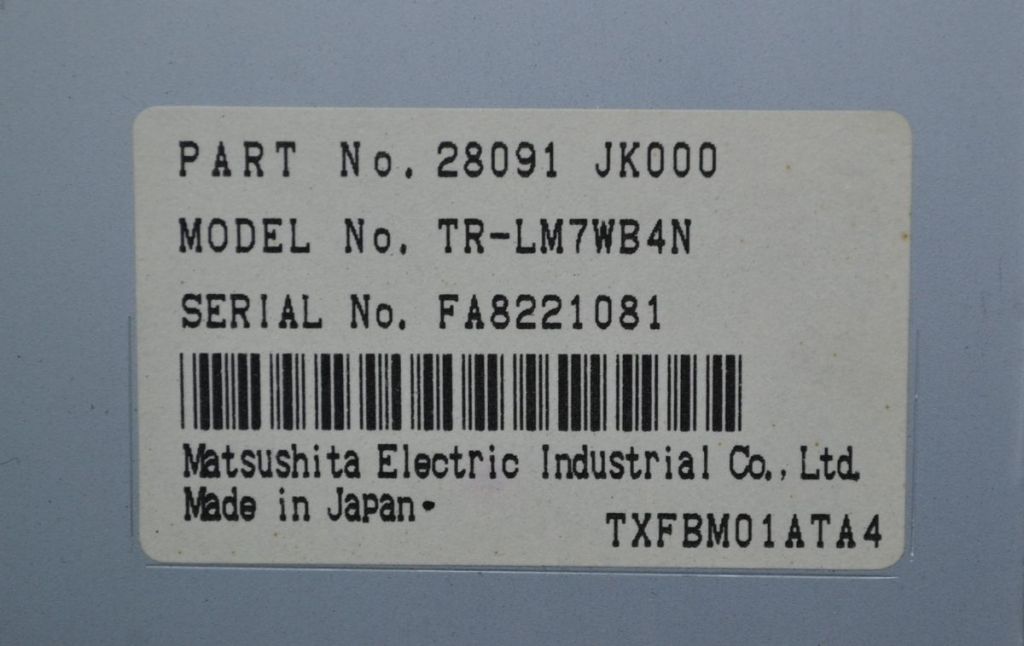 PART No. 28091 JK000
MODEL No. TR-LM7WB4N
SERIAL No. FA8221081
Matsushita Electric Industrial Co., Ltd.
Made in Japan·
TXFBM01ATA4